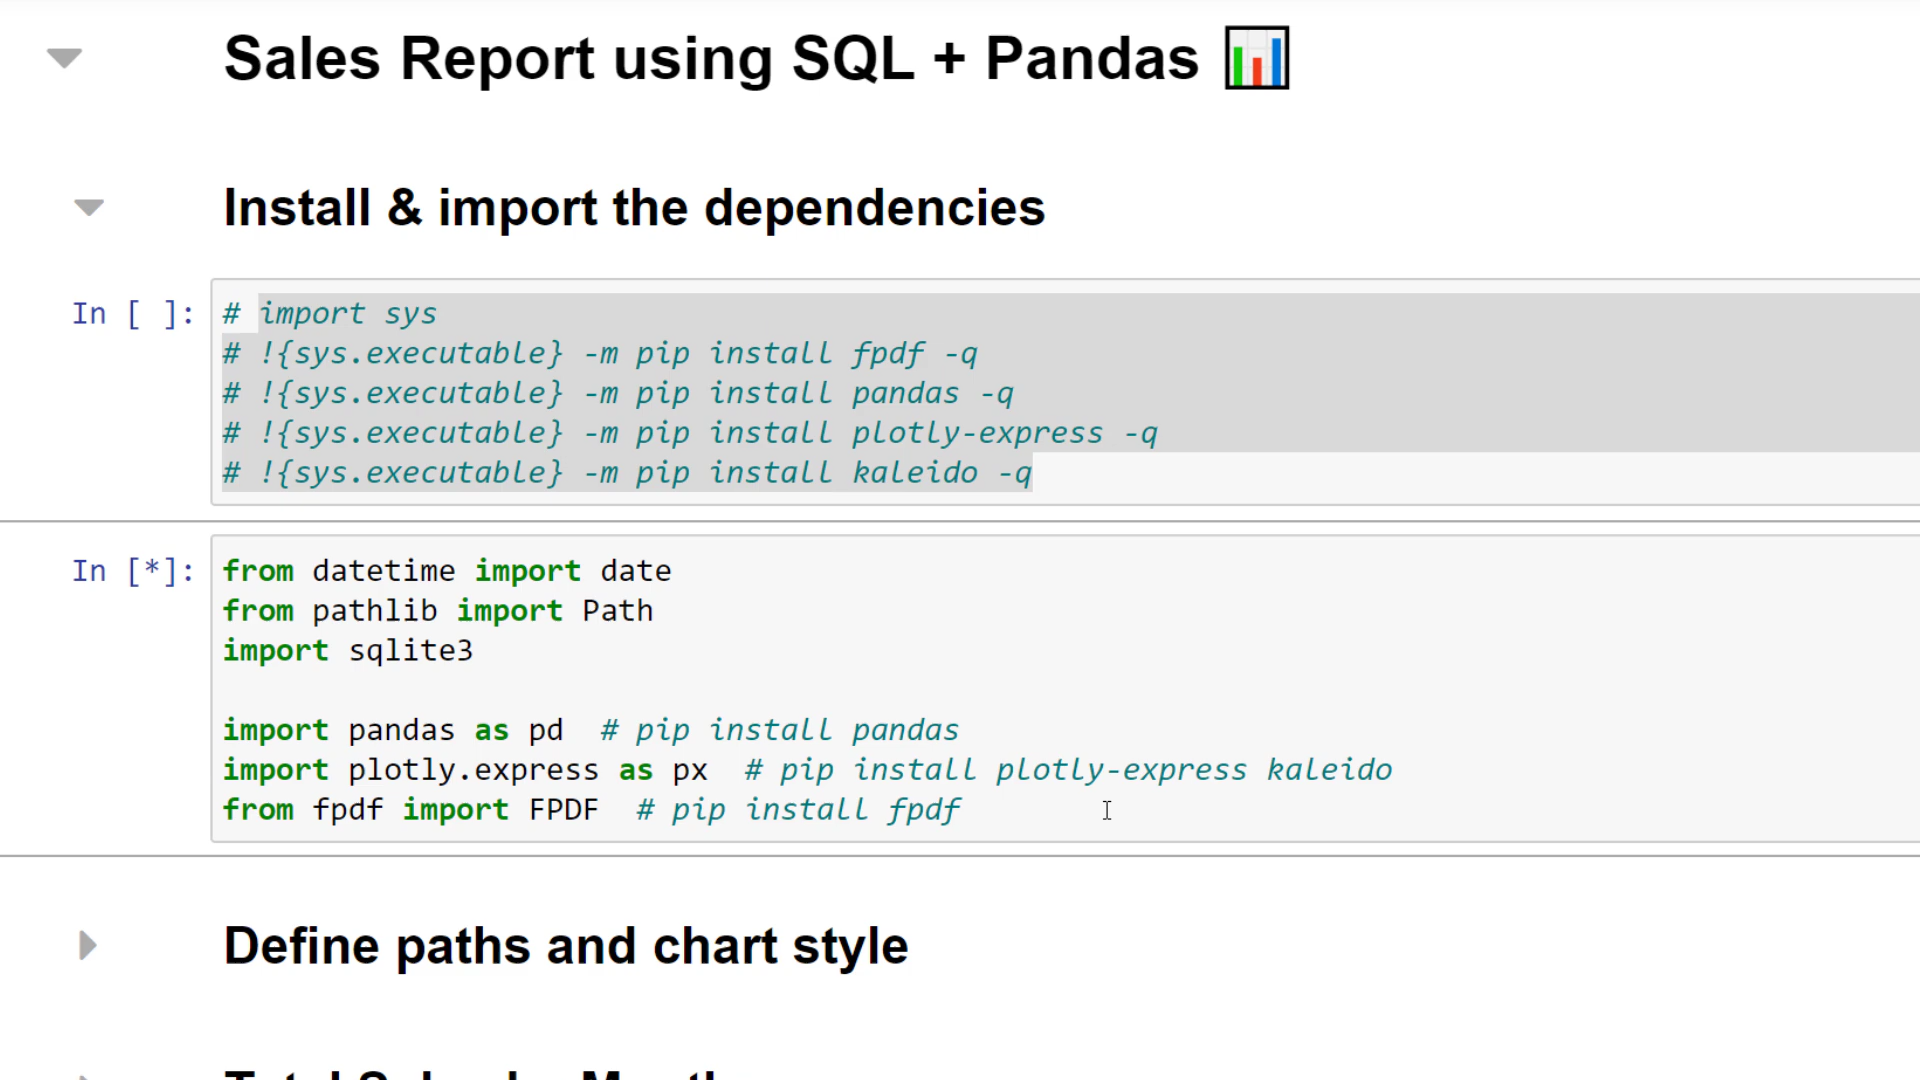 Sales Report using SQL + Pandas 📊
Install & import the dependencies
In [ ]:
# import sys
# !{sys.executable} -m pip install fpdf -q
# !{sys.executable} -m pip install pandas -q
# !{sys.executable} -m pip install plotly-express -q
# !{sys.executable} -m pip install kaleido -q
In [*]:
from datetime import date
from pathlib import Path
import sqlite3
import pandas as pd  # pip install pandas
import plotly.express as px  # pip install plotly-express kaleido
from fpdf import FPDF  # pip install fpdf
Define paths and chart style